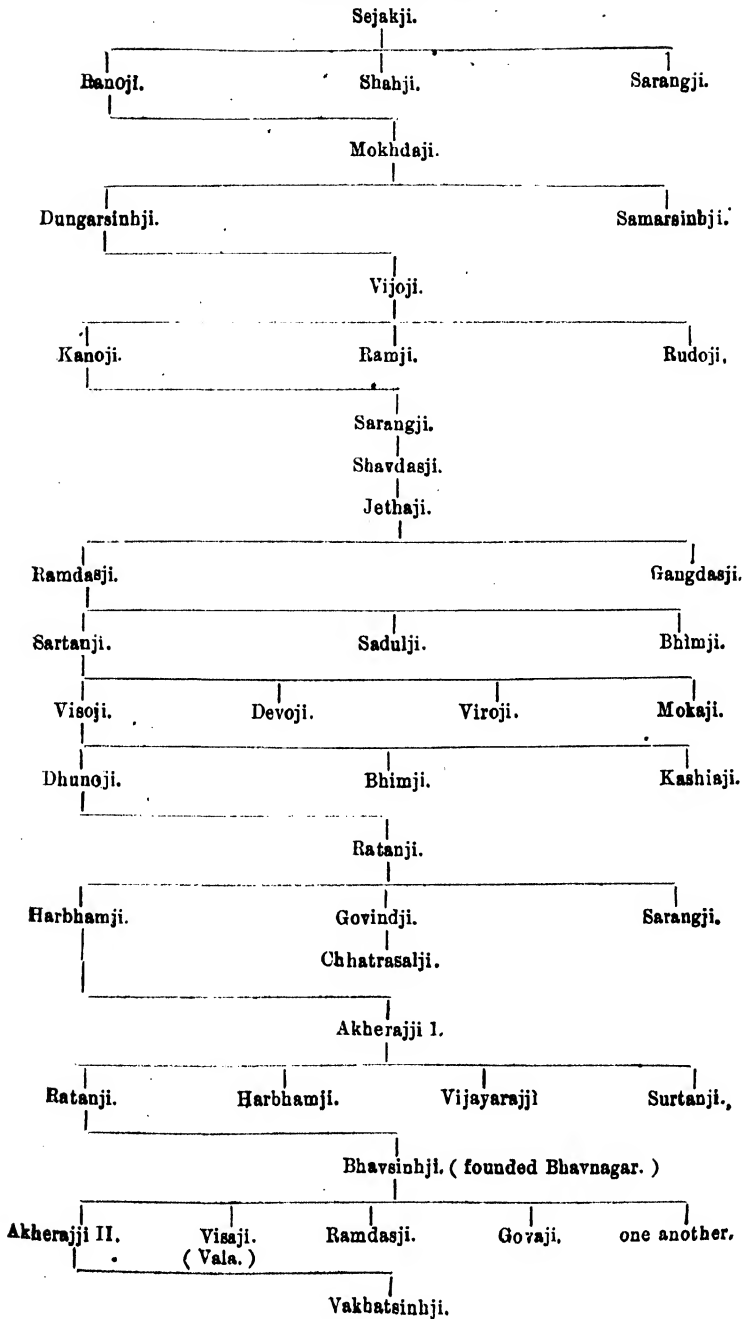 Sejakji.
Ranoji. Shahji. Sarangji.
Mokhdaji.
Dungarsinhji. Samarsinhji.
Vijoji.
Kanoji. Ramji. Rudoji.
Sarangji.
Shavdasji.
Jethaji.
Ramdasji. Gangdasji.
Sartanji. Sadulji. Bhimji.
Visoji. Devoji. Viroji. Mokaji.
Dhunoji. Bhimji. Kashiaji.
Ratanji.
Harbhamji. Govindji. Sarangji.
Chhatrasalji.
Akherajji I.
Ratanji. Harbhamji. Vijayarajji Surtanji.
Bhavsinhji. ( founded Bhavnagar. )
Akherajji II. Visaji. Ramdasji. Govaji. one another.
( Vala. )
Vakhatsinhji.